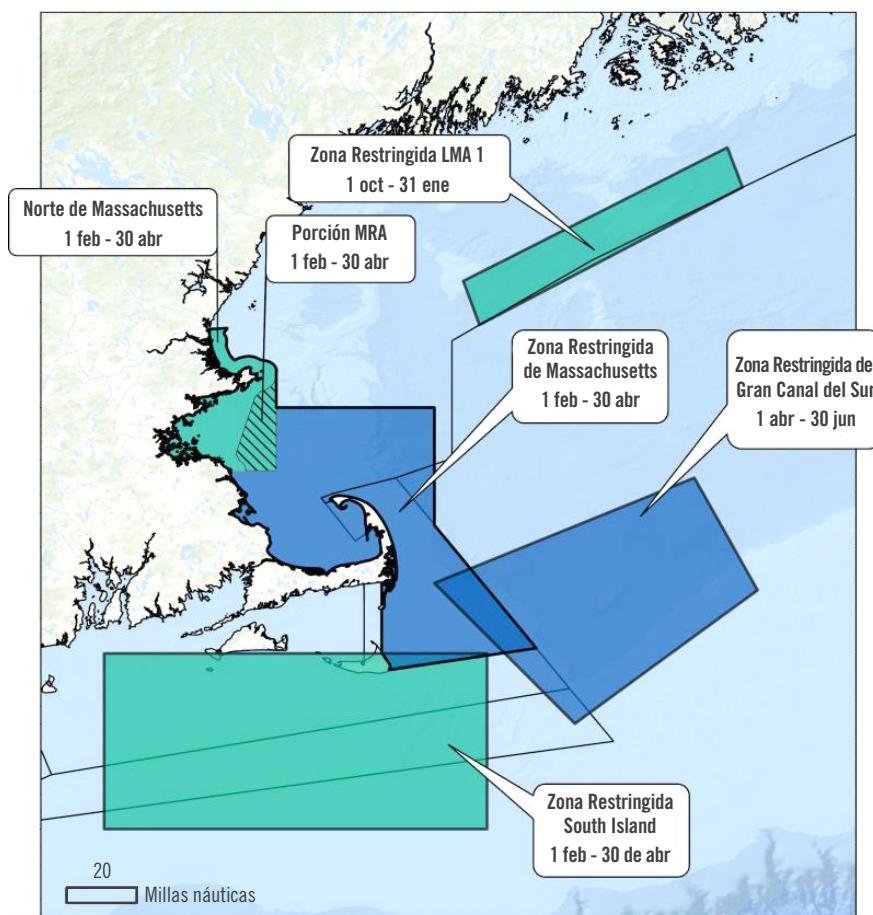 Zona Restringida LMA 1
1 oct - 31 ene
Norte de Massachusetts
1 feb - 30 abr
Porción MRA
1 feb - 30 abr
Zona Restringida
de Massachusetts
1 feb - 30 abr
Zona Restringida de
Gran Canal del Sur
1 abr - 30 jun
Zona Restringida
South Island
1 feb - 30 de abr
20
Millas náuticas